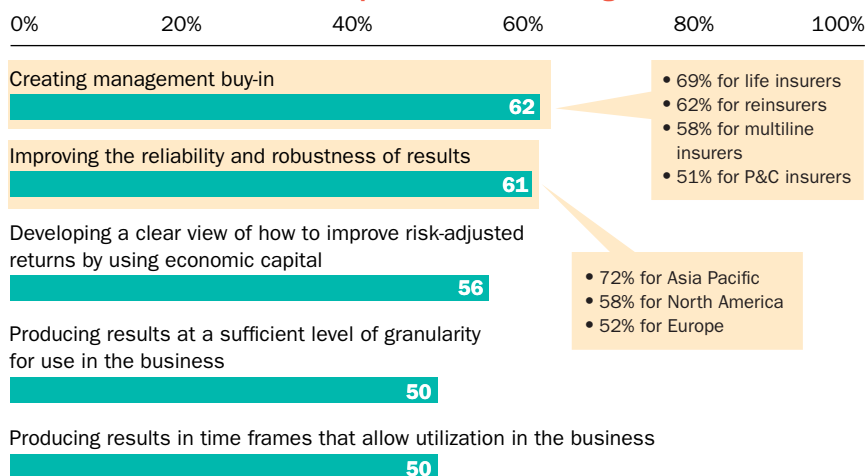 0% 20% 40% 60% 80% 100%
Creating management buy-in
62
• 69% for life insurers
• 62% for reinsurers
• 58% for multiline
insurers
• 51% for P&C insurers
Improving the reliability and robustness of results
61
• 72% for Asia Pacific
• 58% for North America
• 52% for Europe
Developing a clear view of how to improve risk-adjusted
returns by using economic capital
56
Producing results at a sufficient level of granularity
for use in the business
50
Producing results in time frames that allow utilization in the business
50